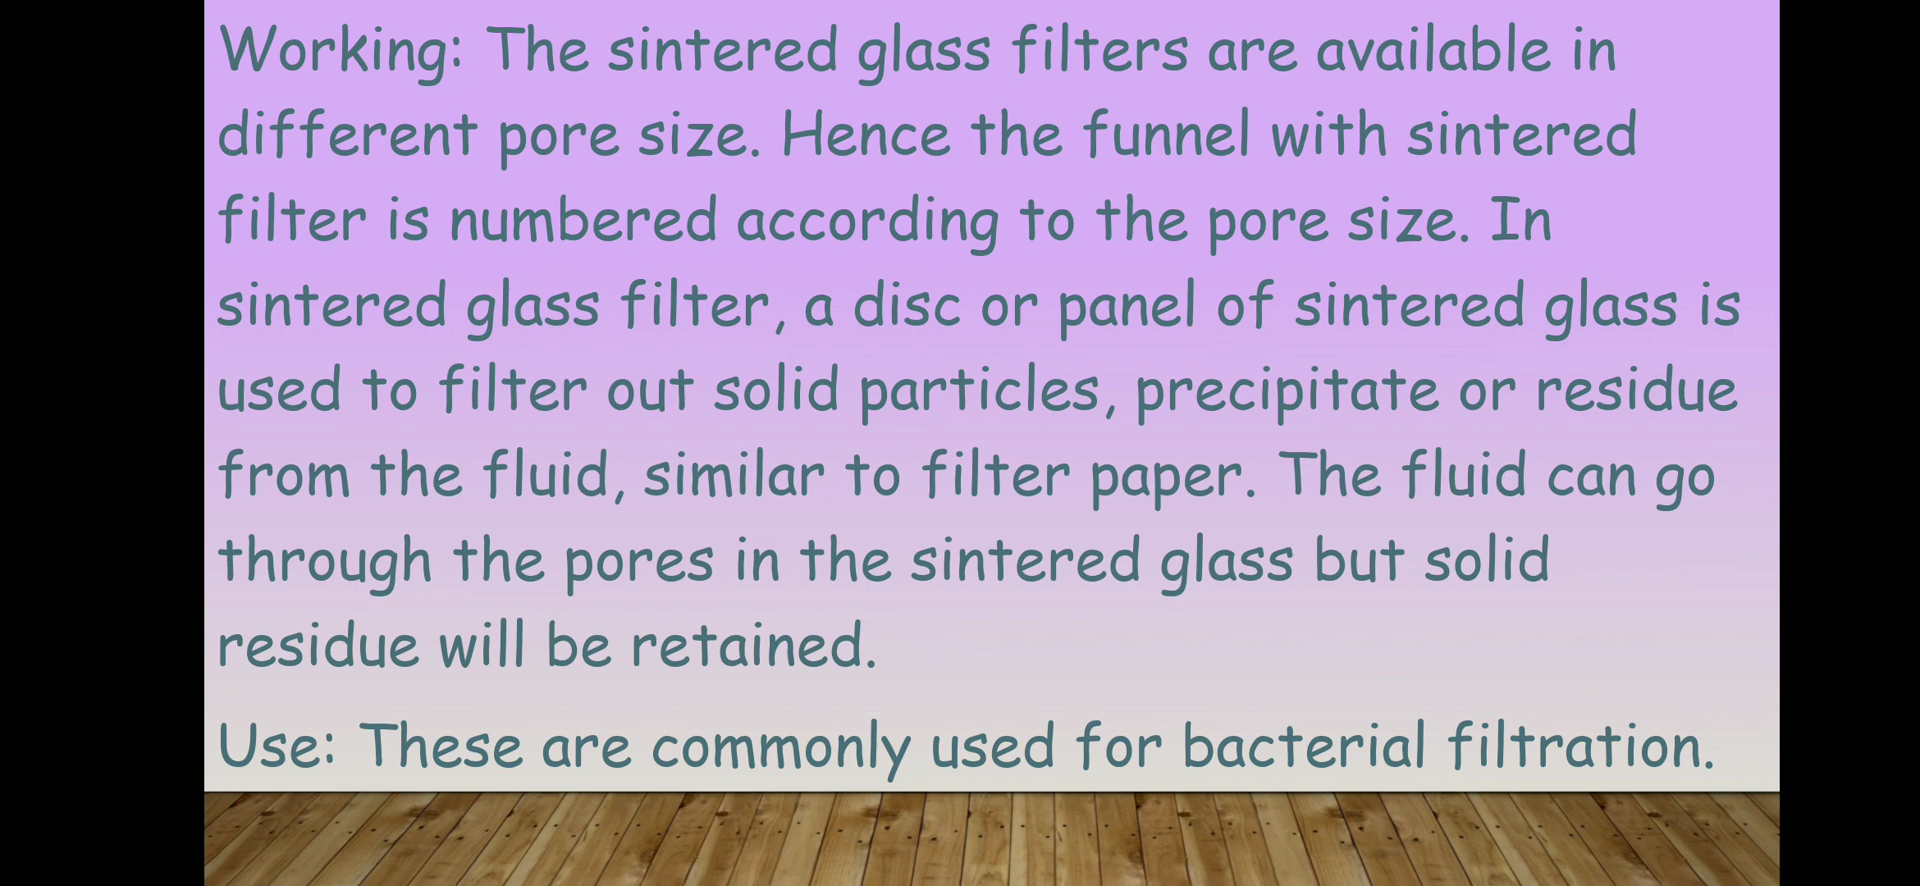 Working: The sintered glass filters are available in
different pore size. Hence the funnel with sintered
filter is numbered according to the pore size. In
sintered glass filter, a disc or panel of sintered glass is
used to filter out solid particles, precipitate or residue
from the fluid, similar to filter paper. The fluid can go
through the pores in the sintered glass but solid
residue will be retained.
Use: These are commonly used for bacterial filtration.